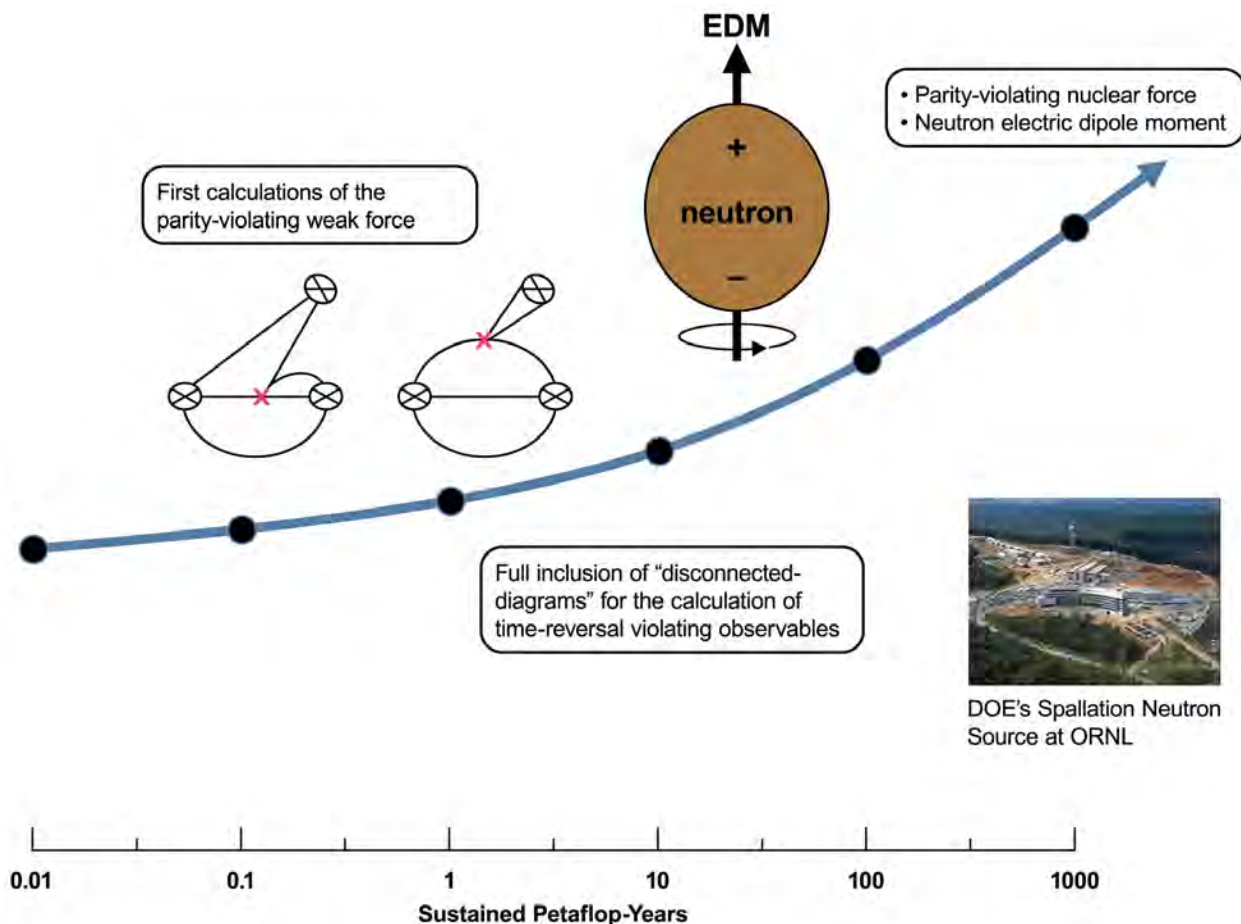 EDM
• Parity-violating nuclear force
• Neutron electric dipole moment
First calculations of the
parity-violating weak force
+
neutron
–
Full inclusion of “disconnected-
diagrams” for the calculation of
time-reversal violating observables
DOE’s Spallation Neutron
Source at ORNL
0.01 0.1 1 10 100 1000
Sustained Petaflop-Years